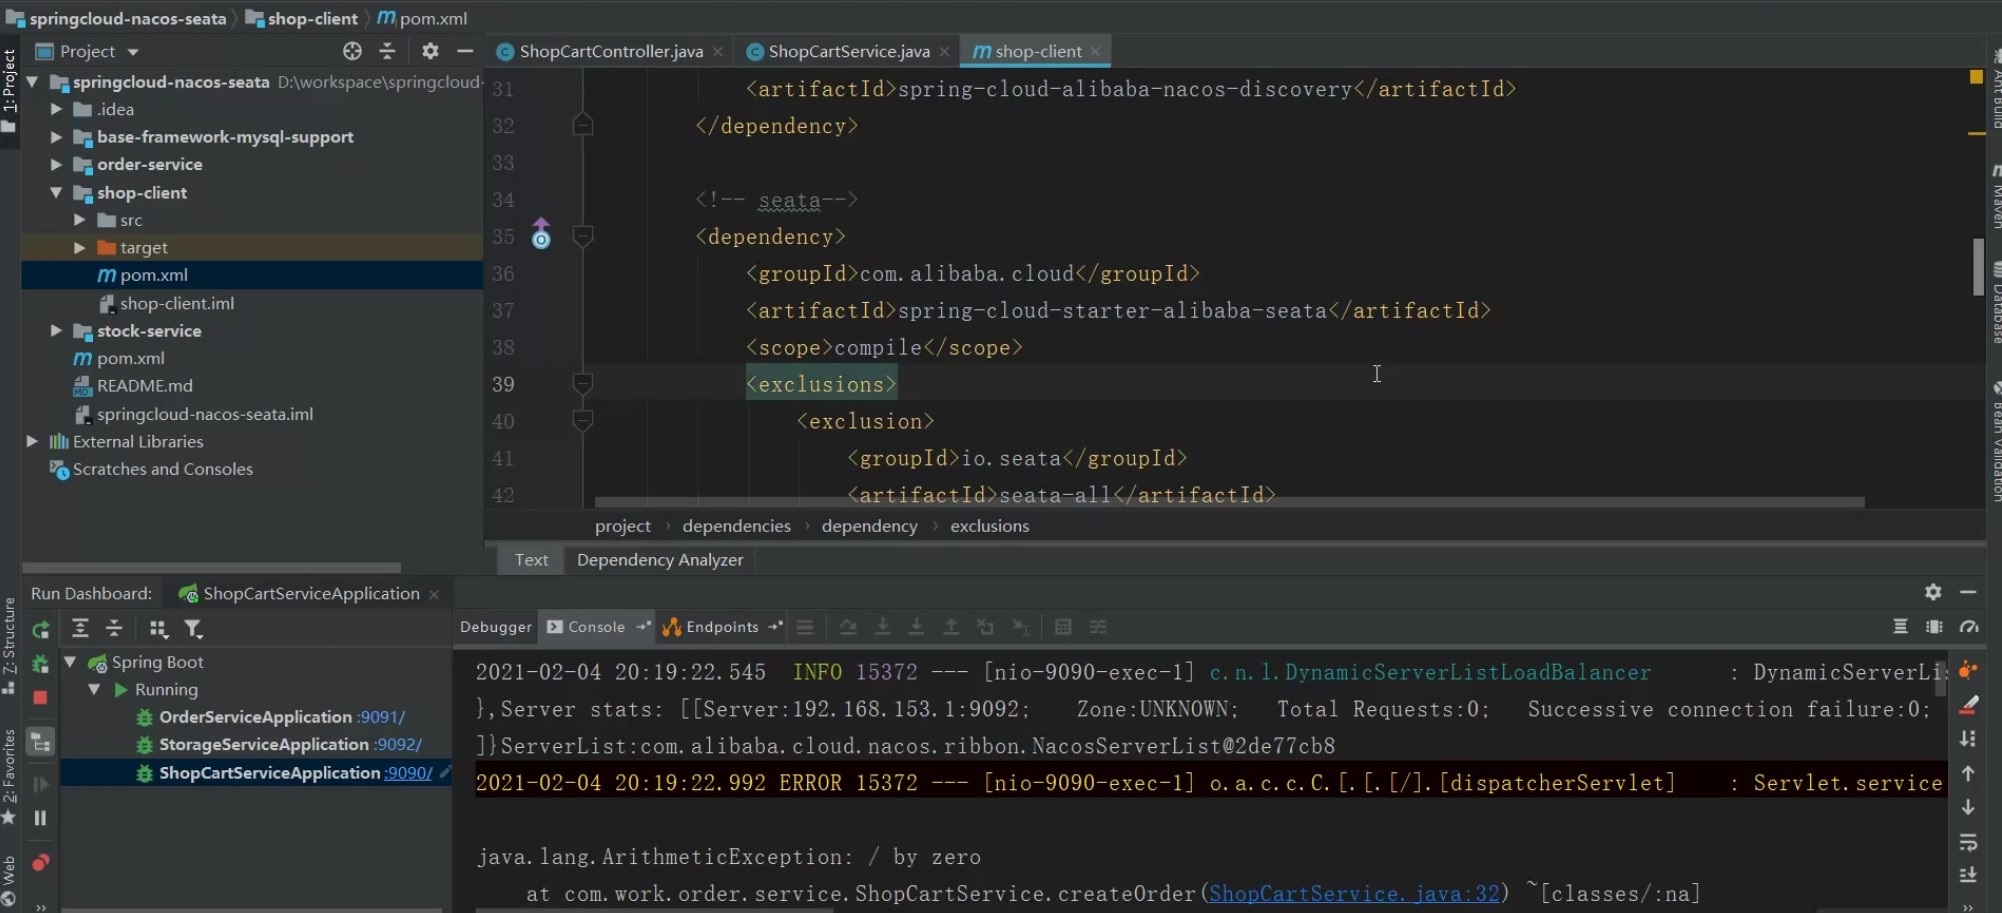 springcloud-nacos-seata > shop-client > pom.xml
Project
springcloud-nacos-seata D:\workspace\springcloud-
.idea
base-framework-mysql-support
order-service
shop-client
src
target
pom.xml
shop-client.iml
stock-service
pom.xml
README.md
springcloud-nacos-seata.iml
External Libraries
Scratches and Consoles
1: Project
Z: Structure
2: Favorites
Web
ShopCartController.java ShopCartService.java shop-client
31 <artifactId>spring-cloud-alibaba-nacos-discovery</artifactId>
32 </dependency>
33
34 <!-- seata-->
35 <dependency>
36 <groupId>com.alibaba.cloud</groupId>
37 <artifactId>spring-cloud-starter-alibaba-seata</artifactId>
38 <scope>compile</scope>
39 <exclusions>
40 <exclusion>
41 <groupId>io.seata</groupId>
42 <artifactId>seata-all</artifactId>
project > dependencies > dependency > exclusions
Text Dependency Analyzer
Ant Build
Maven
Database
Bean Validation
Run Dashboard: ShopCartServiceApplication
Debugger Console Endpoints
Spring Boot
Running
OrderServiceApplication :9091/
StorageServiceApplication :9092/
ShopCartServiceApplication :9090/
2021-02-04 20:19:22.545 INFO 15372 --- [nio-9090-exec-1] c.n.l.DynamicServerListLoadBalancer : DynamicServerLis
},Server stats: [[Server:192.168.153.1:9092; Zone:UNKNOWN; Total Requests:0; Successive connection failure:0;
]}ServerList:com.alibaba.cloud.nacos.ribbon.NacosServerList@2de77cb8
2021-02-04 20:19:22.992 ERROR 15372 --- [nio-9090-exec-1] o.a.c.c.C.[.[.[/].[dispatcherServlet] : Servlet.service
java.lang.ArithmeticException: / by zero
at com.work.order.service.ShopCartService.createOrder(ShopCartService.java:32) ~[classes/:na]